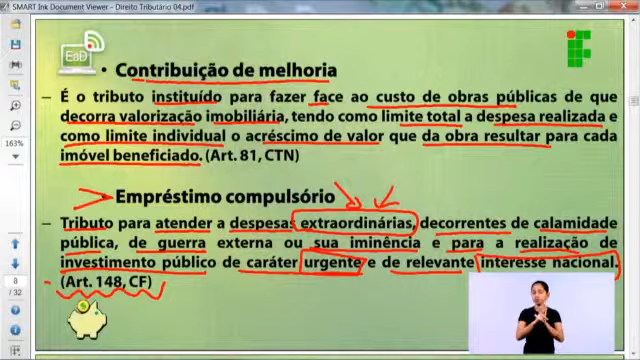 SMART Ink Document Viewer - Direito Tributário 04.pdf
EBD
• Contribuição de melhoria
– É o tributo instituído para fazer face ao custo de obras públicas de que
decorra valorização imobiliária, tendo como limite total a despesa realizada e
como limite individual o acréscimo de valor que da obra resultar para cada
imóvel beneficiado. (Art. 81, CTN)
163%
Empréstimo compulsório
– Tributo para atender a despesas extraordinárias, decorrentes de calamidade
pública, de guerra externa ou sua iminência e para a realização de
investimento público de caráter urgente e de relevante interesse nacional.
(Art. 148, CF)
8
/ 32